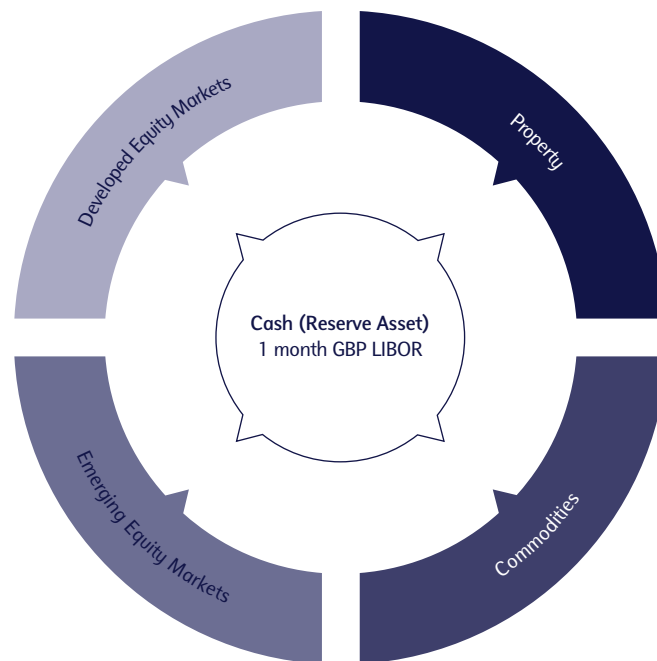 Developed Equity Markets
Property
Cash (Reserve Asset)
1 month GBP LIBOR
Emerging Equity Markets
Commodities